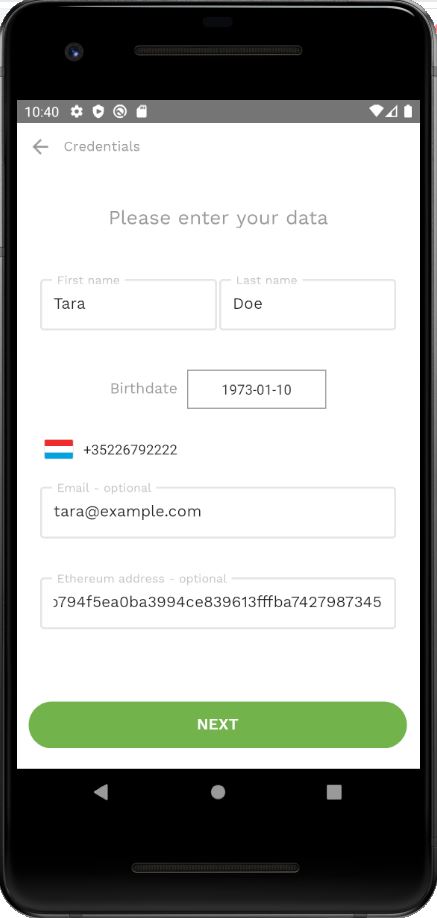 10:40
Credentials
Please enter your data
First name
Last name
Tara
Doe
Birthdate
1973-01-10
+35226792222
Email - optional
tara@example.com
Ethereum address - optional
794f5ea0ba3994ce839613fffba7427987345
NEXT